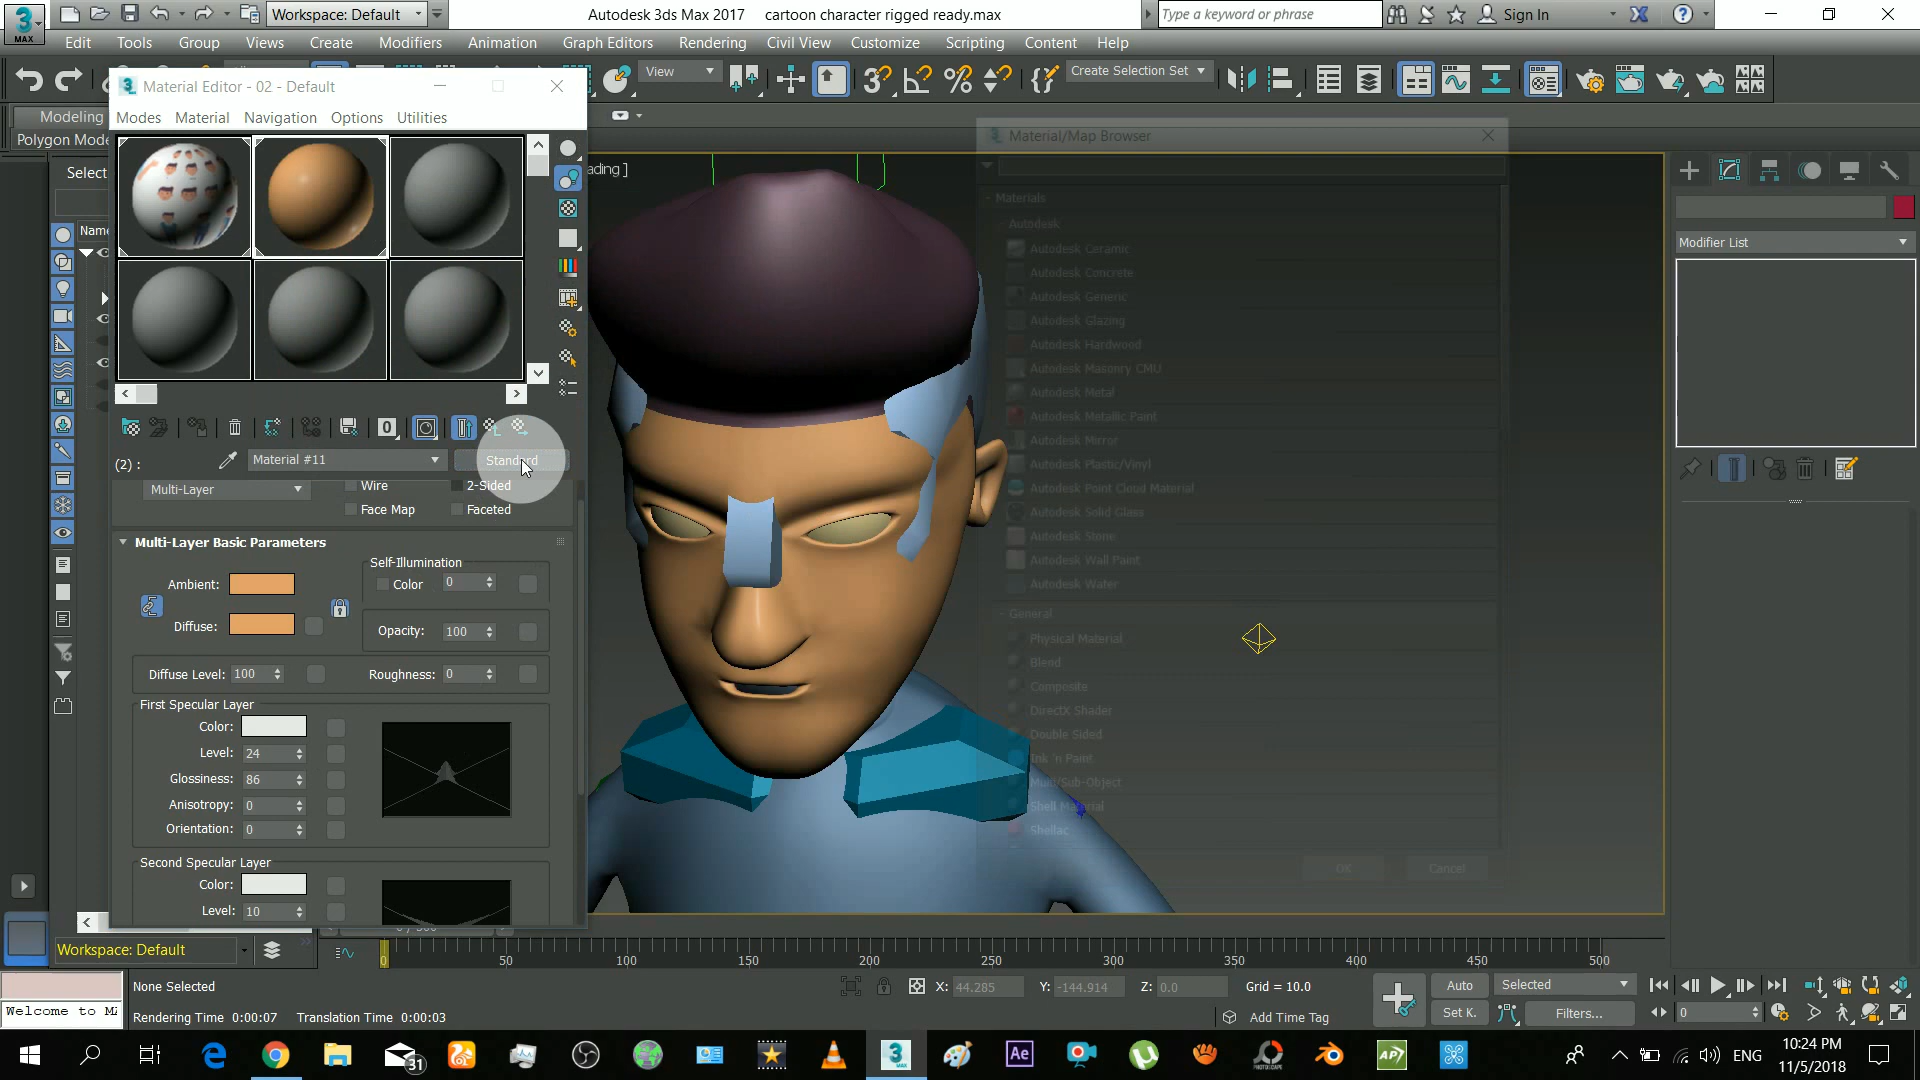 Workspace: Default
Autodesk 3ds Max 2017 cartoon character rigged ready.max
Type a keyword or phrase
Sign In
MAX
Edit Tools Group Views Create Modifiers Animation Graph Editors Rendering Civil View Customize Scripting Content Help
View
Create Selection Set
Material Editor - 02 - Default
Modes Material Navigation Options Utilities
Modeling
Polygon Mode
Select
Name
ading ]
Material/Map Browser
- Materials
- Autodesk
Autodesk Ceramic
Autodesk Concrete
Autodesk Generic
Autodesk Glazing
Autodesk Hardwood
Autodesk Masonry CMU
Autodesk Metal
Autodesk Metallic Paint
Autodesk Mirror
Autodesk Plastic/Vinyl
Autodesk Point Cloud Material
Autodesk Solid Glass
Autodesk Stone
Autodesk Wall Paint
Autodesk Water
- General
Physical Material
Blend
Composite
DirectX Shader
Double Sided
Ink 'n Paint
Multi/Sub-Object
Shell Material
Shellac
OK Cancel
Modifier List
(2) : Material #11 Standard
Multi-Layer Wire 2-Sided
Face Map Faceted
Multi-Layer Basic Parameters
Self-Illumination
Ambient: Color 0
Diffuse: Opacity: 100
Diffuse Level: 100 Roughness: 0
First Specular Layer
Color:
Level: 24
Glossiness: 86
Anisotropy: 0
Orientation: 0
Second Specular Layer
Color:
Level: 10
0 / 500
Workspace: Default
0 50 100 150 200 250 300 350 400 450 500
None Selected
X: 44.285 Y: -144.914 Z: 0.0 Grid = 10.0
Auto Selected
Welcome to MA
Rendering Time 0:00:07 Translation Time 0:00:03
Add Time Tag
Set K. Filters... 0
31
Ae
3
MAX
AP7
ENG
10:24 PM
11/5/2018